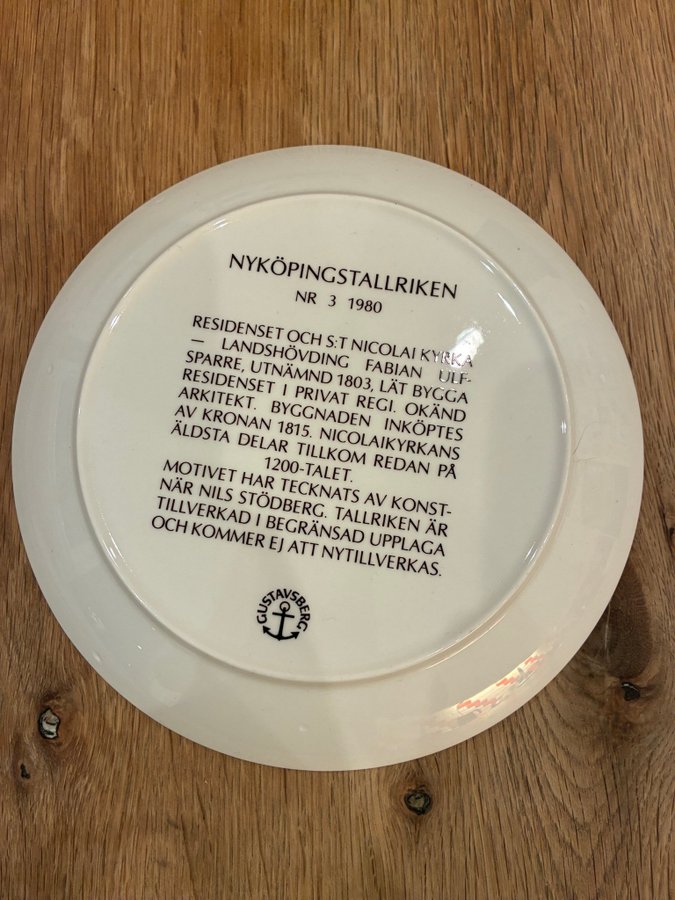 NYKÖPINGSTALLRIKEN
NR 3 1980
RESIDENSET OCH S:T NICOLAI KYRKA
— LANDSHÖVDING FABIAN ULF-
SPARRE, UTNÄMND 1803, LÄT BYGGA
RESIDENSET I PRIVAT REGI. OKÄND
ARKITEKT. BYGGNADEN INKÖPTES
AV KRONAN 1815. NICOLAIKYRKANS
ÄLDSTA DELAR TILLKOM REDAN PÅ
1200-TALET.
MOTIVET HAR TECKNATS AV KONST-
NÄR NILS STÖDBERG. TALLRIKEN ÄR
TILLVERKAD I BEGRÄNSAD UPPLAGA
OCH KOMMER EJ ATT NYTILLVERKAS.
GUSTAVSBERG